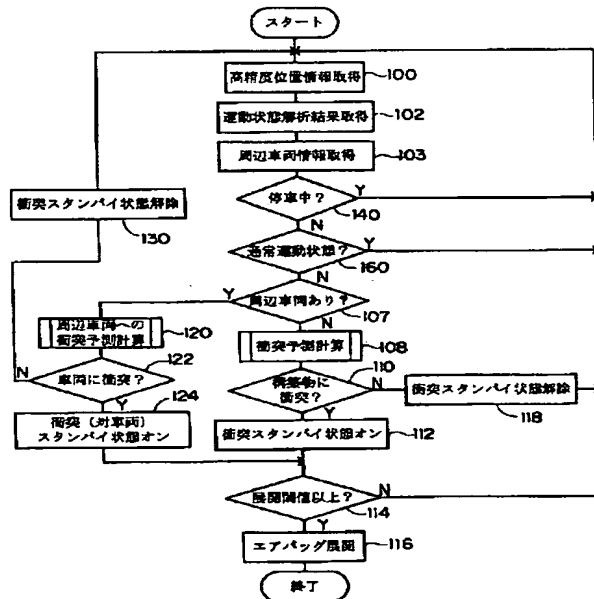 スタート
高精度位置情報取得
100
運動状態解析結果取得
102
周辺車両情報取得
103
停車中？
Y
140
N
通常運動状態？
Y
160
N
周辺車両あり？
Y
107
N
周辺車両への
衝突予測計算
120
衝突予測計算
108
車両に衝突？
122
N
Y
構築物に
衝突？
110
N
Y
衝突スタンバイ状態解除
118
衝突スタンバイ状態解除
130
衝突（対車両）
スタンバイ状態オン
124
衝突スタンバイ状態オン
112
展開閾値以上？
N
114
Y
エアバッグ展開
116
終了